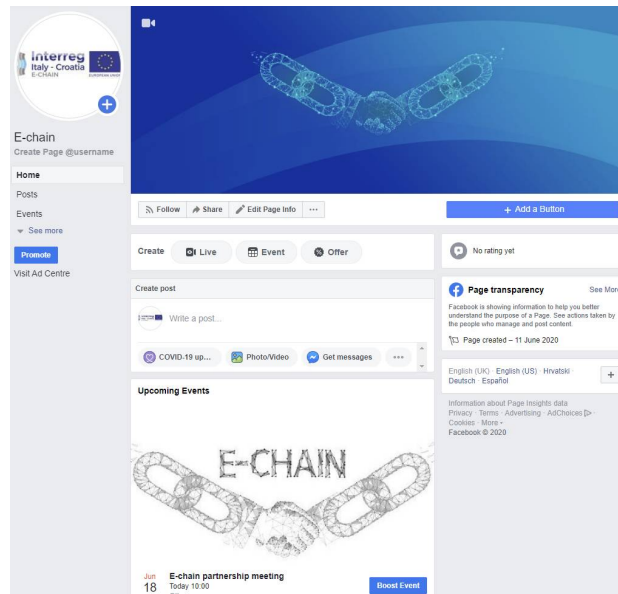 interreg
Italy - Croatia
E-CHAIN
EUROPEAN UNION
E-chain
Create Page @username
Home
Posts
Events
See more
Promote
Visit Ad Centre
Follow
Share
Edit Page Info
+ Add a Button
Create
Live
Event
Offer
No rating yet
Create post
Write a post...
COVID-19 up...
Photo/Video
Get messages
Page transparency
See More
Facebook is showing information to help you better
understand the purpose of a Page. See actions taken by
the people who manage and post content.
Page created – 11 June 2020
English (UK) · English (US) · Hrvatski ·
Deutsch · Español
Information about Page Insights data
Privacy · Terms · Advertising · AdChoices ·
Cookies · More
Facebook © 2020
Upcoming Events
E-CHAIN
Jun
18
E-chain partnership meeting
Today 10:00
Boost Event